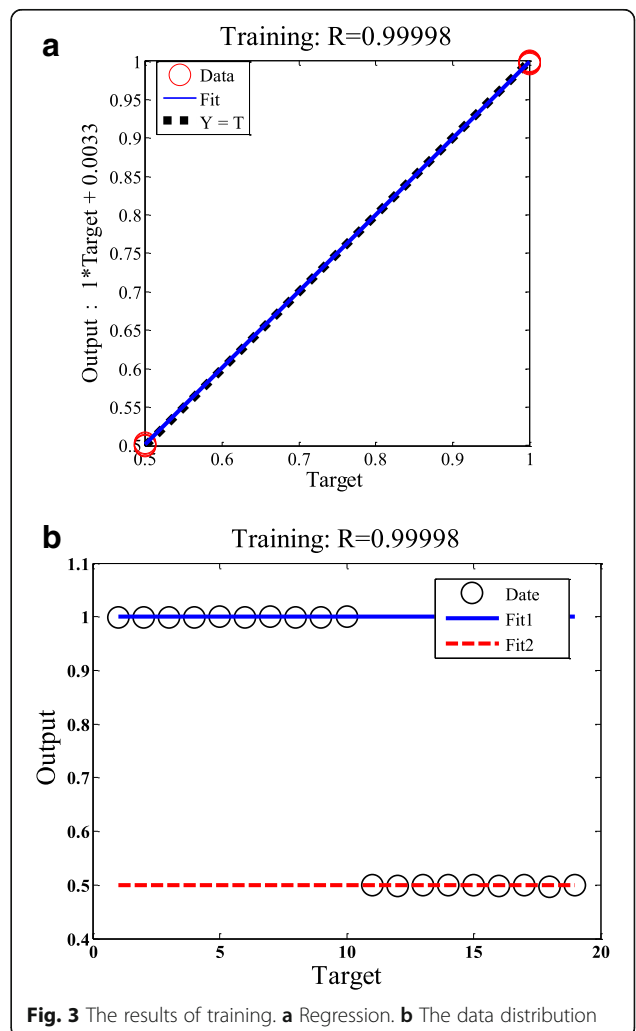 a
Training: R=0.99998
Output : 1*Target + 0.0033
1
0.95
0.9
0.85
0.8
0.75
0.7
0.65
0.6
0.55
0.5
Data
Fit
Y = T
0.5 0.6 0.7 0.8 0.9 1
Target
b
Training: R=0.99998
Output
1.1
1
0.9
0.8
0.7
0.6
0.5
0.4
Date
Fit1
Fit2
0 5 10 15 20
Target
Fig. 3 The results of training. a Regression. b The data distribution